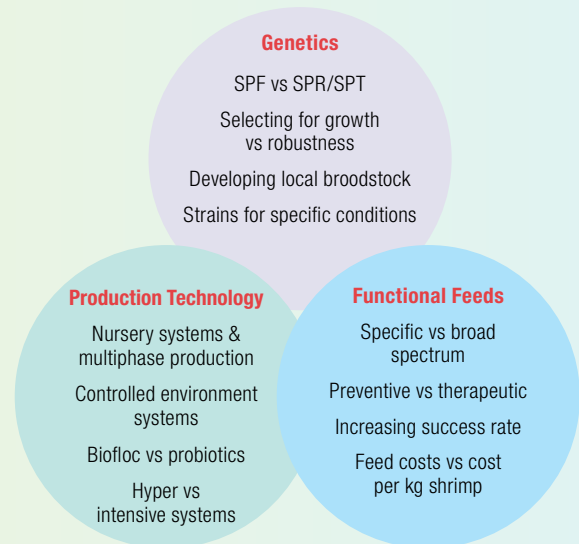 Genetics
SPF vs SPR/SPT
Selecting for growth
vs robustness
Developing local broodstock
Strains for specific conditions
Production Technology
Nursery systems &
multiphase production
Controlled environment
systems
Biofloc vs probiotics
Hyper vs
intensive systems
Functional Feeds
Specific vs broad
spectrum
Preventive vs therapeutic
Increasing success rate
Feed costs vs cost
per kg shrimp